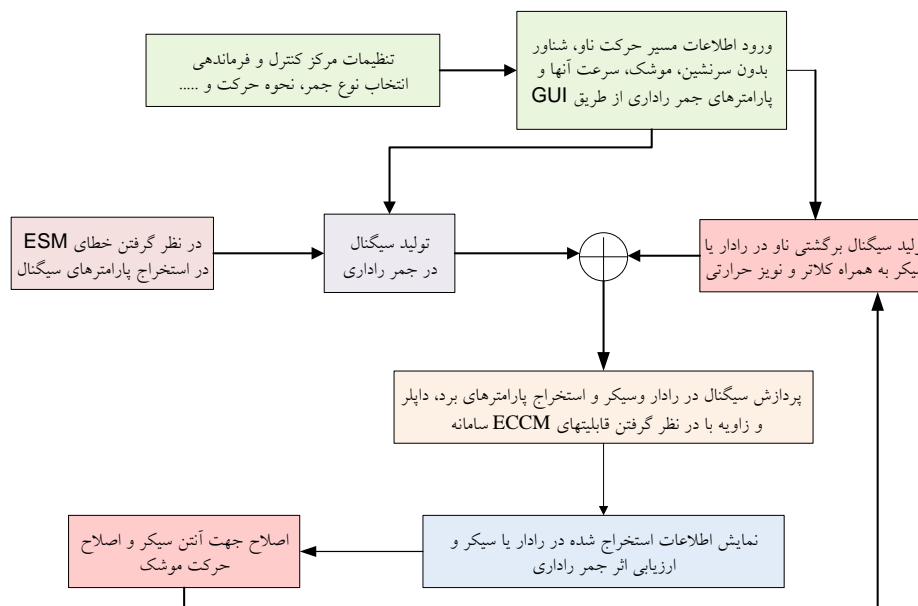 تنظیمات مرکز کنترل و فرماندهی
انتخاب نوع جمر، نحوه حرکت و .....
ورود اطلاعات مسیر حرکت ناو، شناور
بدون سرنشین، موشک، سرعت آنها و
پارامترهای جمر راداری از طریق GUI
در نظر گرفتن خطای ESM
در استخراج پارامترهای سیگنال
تولید سیگنال
در جمر راداری
سیگنال برگشتی ناو در رادار یا
به همراه کلاتر و نویز حرارتی
پردازش سیگنال در رادار وسیکر و استخراج پارامترهای برد، داپلر
و زاویه با در نظر گرفتن قابلیتهای ECCM سامانه
نمایش اطلاعات استخراج شده در رادار یا سیکر و
ارزیابی اثر جمر راداری
اصلاح جهت آنتن سیکر و اصلاح
حرکت موشک